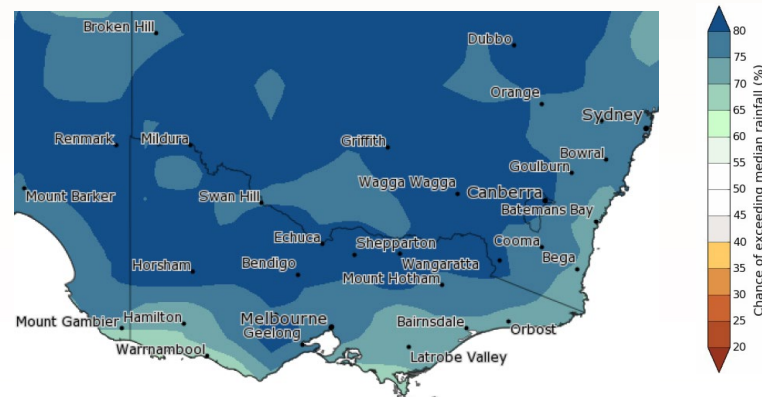 Broken Hill
Dubbo
Orange
Sydney
Renmark
Mildura
Griffith
Bowral
Goulburn
Mount Barker
Swan Hill
Wagga Wagga
Canberra
Batemans Bay
Echuca
Shepparton
Cooma
Horsham
Bendigo
Wangaratta
Bega
Mount Hotham
Mount Gambier
Hamilton
Melbourne
Geelong
Bairnsdale
Orbost
Warrnambool
Latrobe Valley
80
75
70
65
60
55
50
45
40
35
30
25
20
Chance of exceeding median rainfall (%)